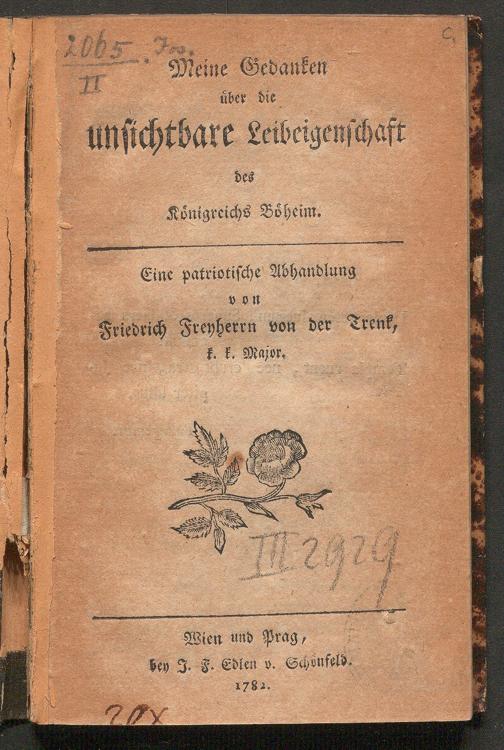 2065 . Jos.
II
C.
Meine Gedanken
über die
unsichtbare Leibeigenschaft
des
Königreichs Böheim.
Eine patriotische Abhandlung
von
Friedrich Freyherrn von der Trenk,
k. k. Major.
III 2929
Wien und Prag,
bey J. F. Edlen v. Schönfeld.
1782.